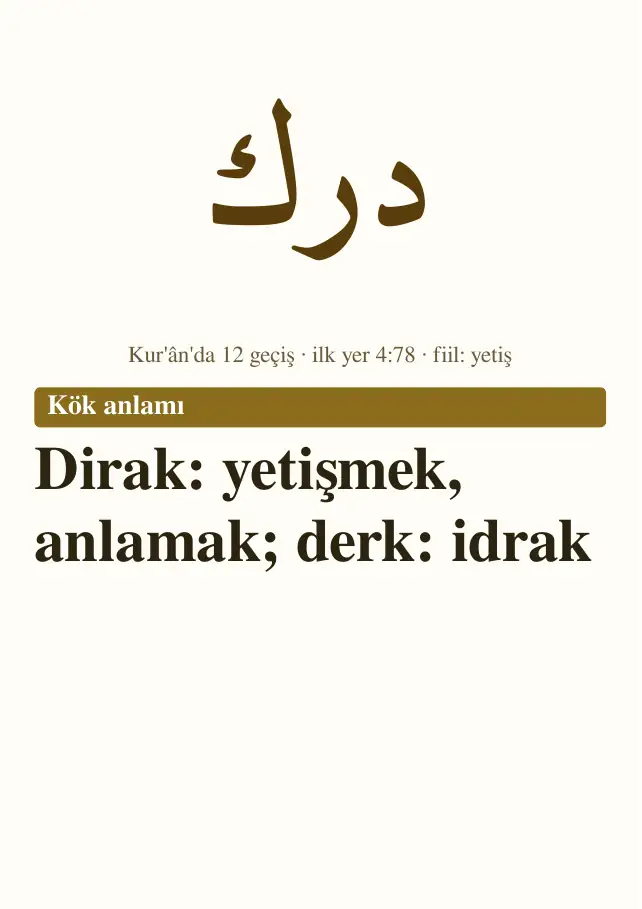 درك
Kur'ân'da 12 geçiş · ilk yer 4:78 · fiil: yetiş
Kök anlamı
Dirak: yetişmek,
anlamak; derk: idrak